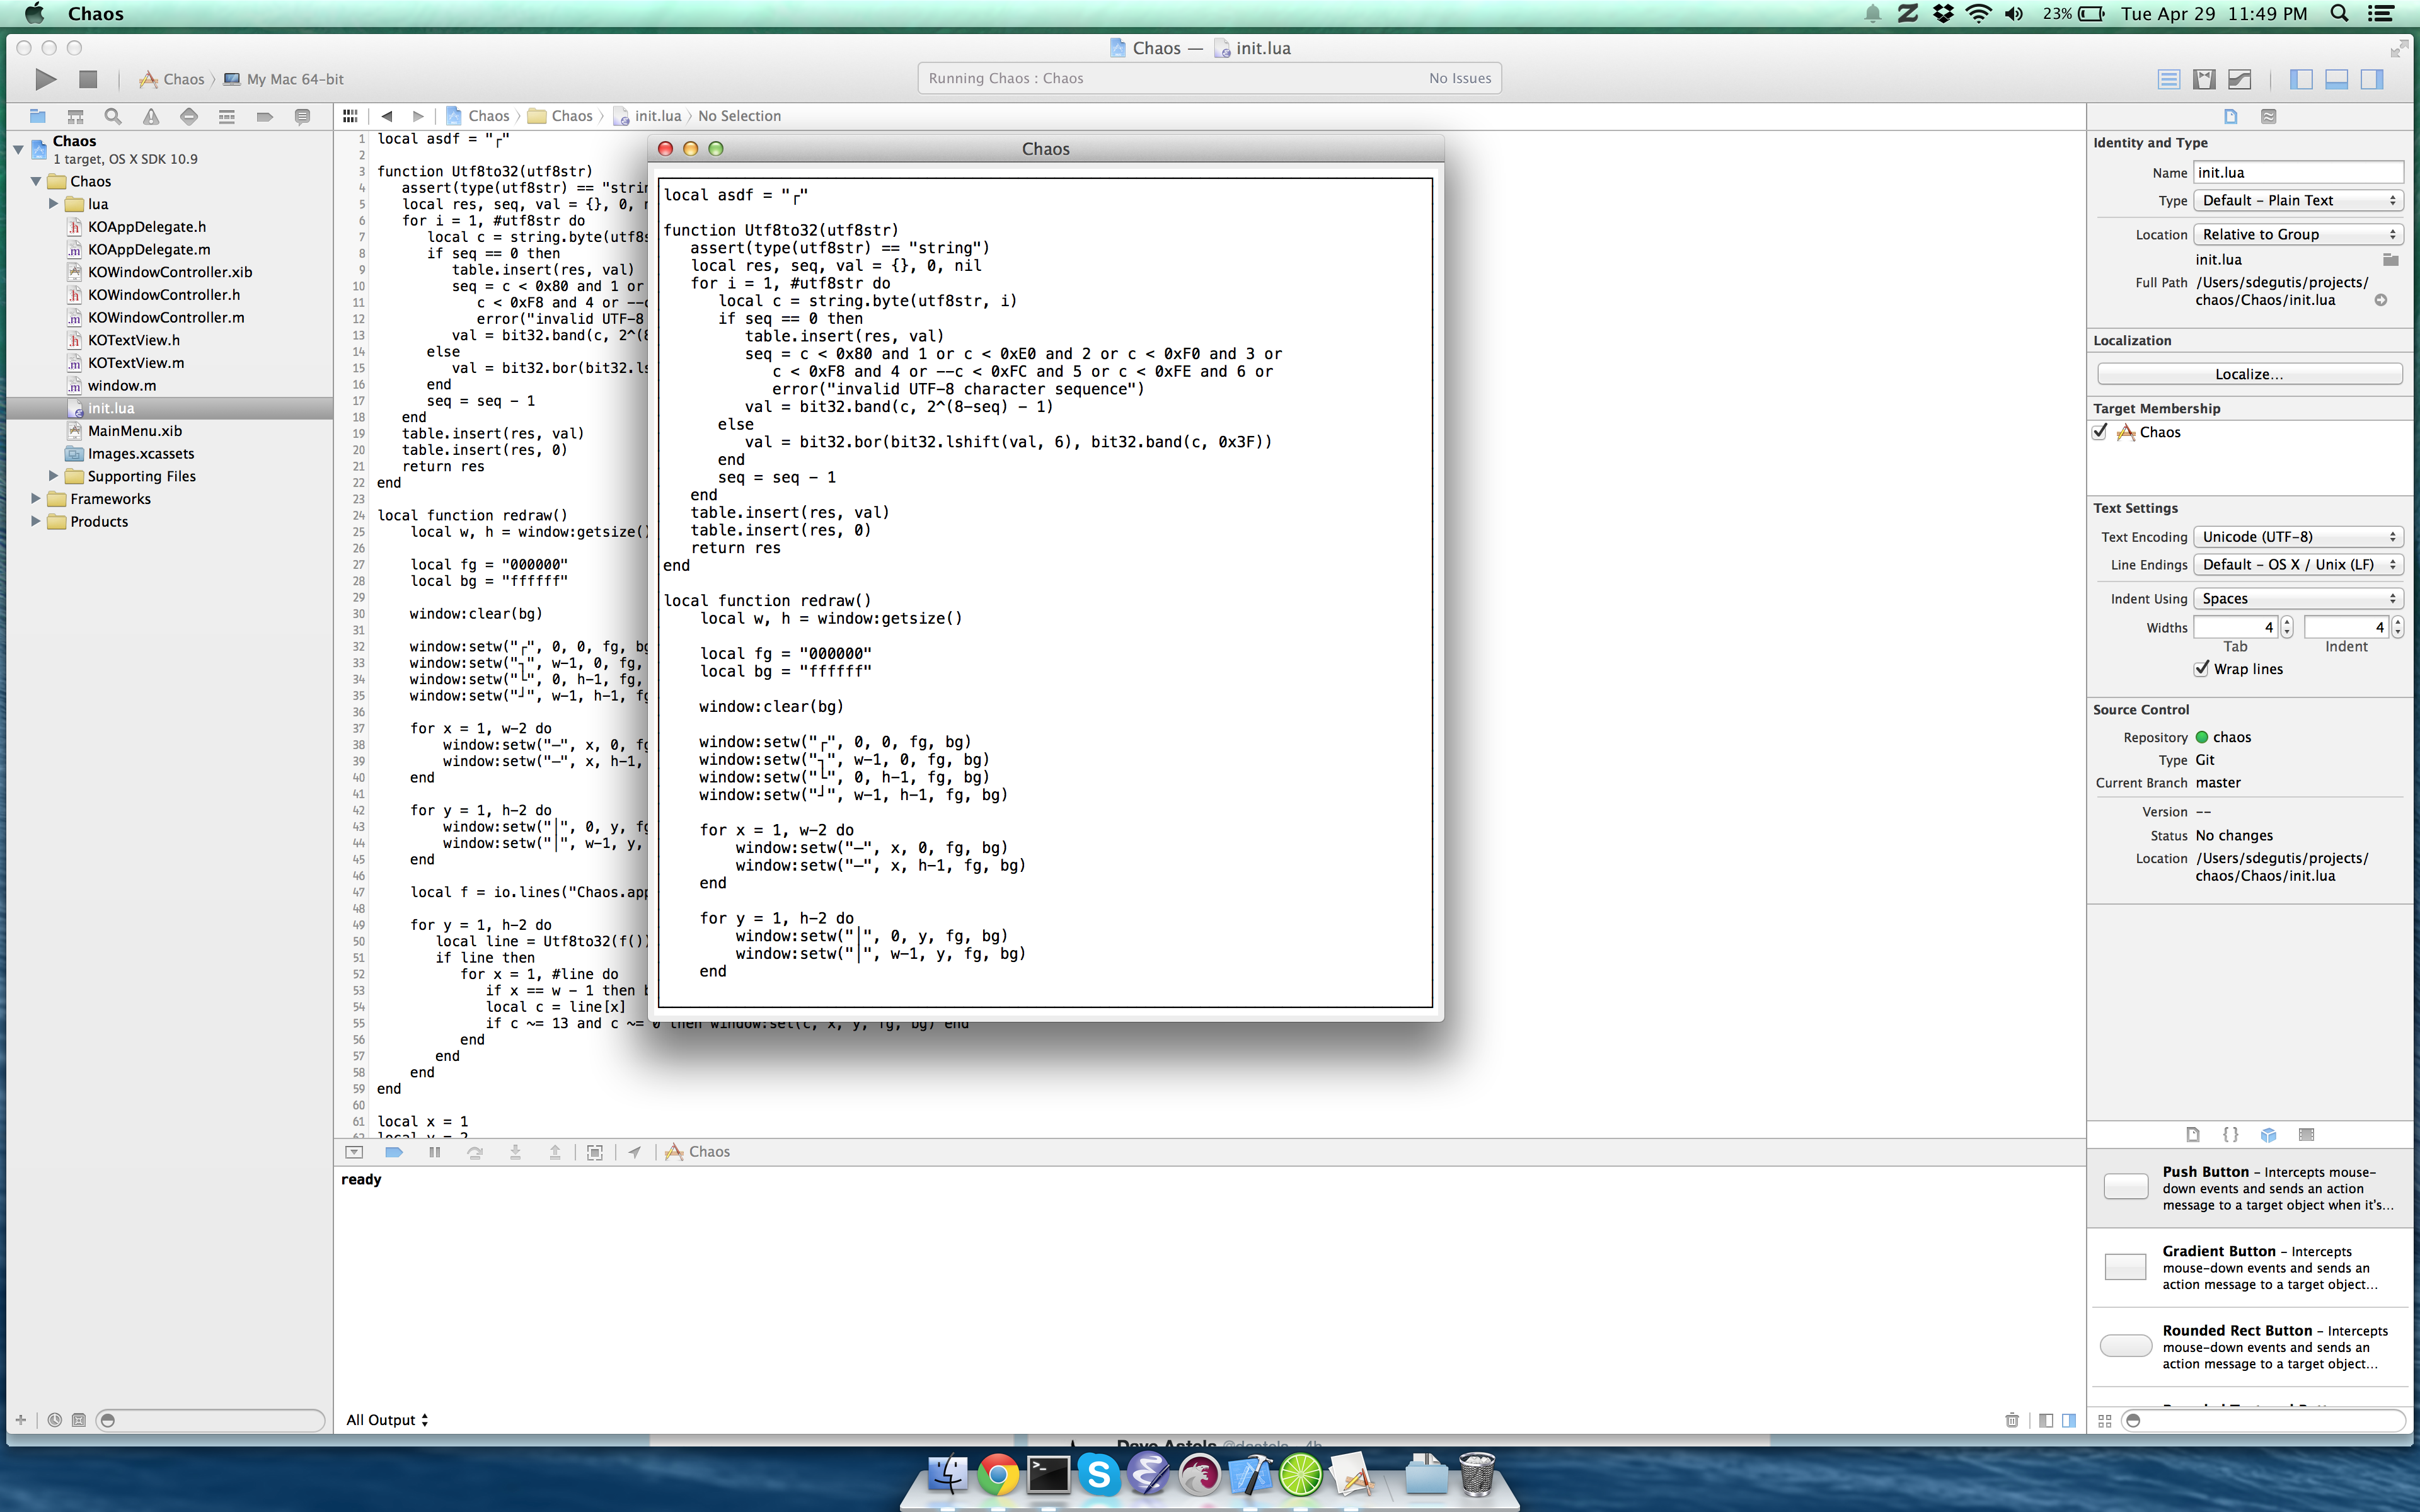 Chaos
23%
Tue Apr 29 11:49 PM
Chaos — init.lua
Chaos
My Mac 64-bit
Running Chaos : Chaos
No Issues
Chaos
1 target, OS X SDK 10.9
Chaos
lua
KOAppDelegate.h
KOAppDelegate.m
KOWindowController.xib
KOWindowController.h
KOWindowController.m
KOTextView.h
KOTextView.m
window.m
init.lua
MainMenu.xib
Images.xcassets
Supporting Files
Frameworks
Products
Chaos
Chaos
init.lua
No Selection
1 local asdf = "┌"
2
3 function Utf8to32(utf8str)
4 assert(type(utf8str) == "strin
5 local res, seq, val = {}, 0,
6 for i = 1, #utf8str do
7 local c = string.byte(utf8s
8 if seq == 0 then
9 table.insert(res, val)
10 seq = c < 0x80 and 1 or
11 c < 0xF8 and 4 or --c
12 error("invalid UTF-8
13 val = bit32.band(c, 2^(8
14 else
15 val = bit32.bor(bit32.ls
16 end
17 seq = seq - 1
18 end
19 table.insert(res, val)
20 table.insert(res, 0)
21 return res
22 end
23
24 local function redraw()
25 local w, h = window:getsize()
26
27 local fg = "000000"
28 local bg = "ffffff"
29
30 window:clear(bg)
31
32 window:setw("┌", 0, 0, fg, bg
33 window:setw("┐", w-1, 0, fg,
34 window:setw("└", 0, h-1, fg,
35 window:setw("┘", w-1, h-1, fg
36
37 for x = 1, w-2 do
38 window:setw("─", x, 0, fg
39 window:setw("─", x, h-1,
40 end
41
42 for y = 1, h-2 do
43 window:setw("│", 0, y, fg
44 window:setw("│", w-1, y,
45 end
46
47 local f = io.lines("Chaos.app
48
49 for y = 1, h-2 do
50 local line = Utf8to32(f())
51 if line then
52 for x = 1, #line do
53 if x == w - 1 then b
54 local c = line[x]
55 if c ~= 13 and c ~= 0 then window:set(c, x, y, fg, bg) end
56 end
57 end
58 end
59 end
60
61 local x = 1
62 local y = 2
Chaos
local asdf = "┌"
function Utf8to32(utf8str)
assert(type(utf8str) == "string")
local res, seq, val = {}, 0, nil
for i = 1, #utf8str do
local c = string.byte(utf8str, i)
if seq == 0 then
table.insert(res, val)
seq = c < 0x80 and 1 or c < 0xE0 and 2 or c < 0xF0 and 3 or
c < 0xF8 and 4 or --c < 0xFC and 5 or c < 0xFE and 6 or
error("invalid UTF-8 character sequence")
val = bit32.band(c, 2^(8-seq) - 1)
else
val = bit32.bor(bit32.lshift(val, 6), bit32.band(c, 0x3F))
end
seq = seq - 1
end
table.insert(res, val)
table.insert(res, 0)
return res
end
local function redraw()
local w, h = window:getsize()
local fg = "000000"
local bg = "ffffff"
window:clear(bg)
window:setw("┌", 0, 0, fg, bg)
window:setw("┐", w-1, 0, fg, bg)
window:setw("└", 0, h-1, fg, bg)
window:setw("┘", w-1, h-1, fg, bg)
for x = 1, w-2 do
window:setw("─", x, 0, fg, bg)
window:setw("─", x, h-1, fg, bg)
end
for y = 1, h-2 do
window:setw("│", 0, y, fg, bg)
window:setw("│", w-1, y, fg, bg)
end
Chaos
ready
All Output
Identity and Type
Name init.lua
Type Default - Plain Text
Location Relative to Group
init.lua
Full Path /Users/sdegutis/projects/
chaos/Chaos/init.lua
Localization
Localize...
Target Membership
Chaos
Text Settings
Text Encoding Unicode (UTF-8)
Line Endings Default - OS X / Unix (LF)
Indent Using Spaces
Widths 4 4
Tab Indent
Wrap lines
Source Control
Repository chaos
Type Git
Current Branch master
Version --
Status No changes
Location /Users/sdegutis/projects/
chaos/Chaos/init.lua
Push Button - Intercepts mouse-
down events and sends an action
message to a target object when it's...
Gradient Button - Intercepts
mouse-down events and sends an
action message to a target object...
Rounded Rect Button - Intercepts
mouse-down events and sends an
action message to a target object...
Dave Astels